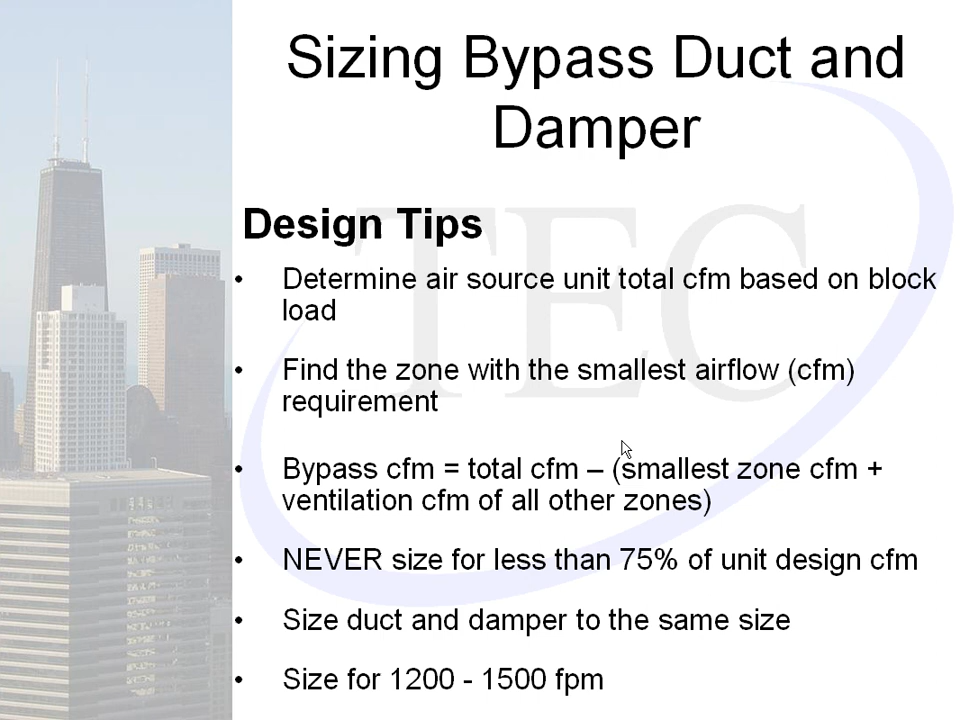 Sizing Bypass Duct and
Damper
TEC
Design Tips
• Determine air source unit total cfm based on block
load
• Find the zone with the smallest airflow (cfm)
requirement
• Bypass cfm = total cfm – (smallest zone cfm +
ventilation cfm of all other zones)
• NEVER size for less than 75% of unit design cfm
• Size duct and damper to the same size
• Size for 1200 - 1500 fpm